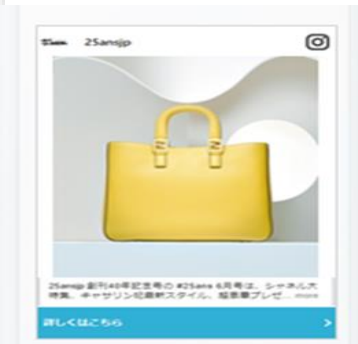 25ansjp
25ansjp 創刊40年記念号の #25ans 6月号は、シャネル大
特集、キャサリン妃最新スタイル、超豪華プレゼ... more
詳しくはこちら